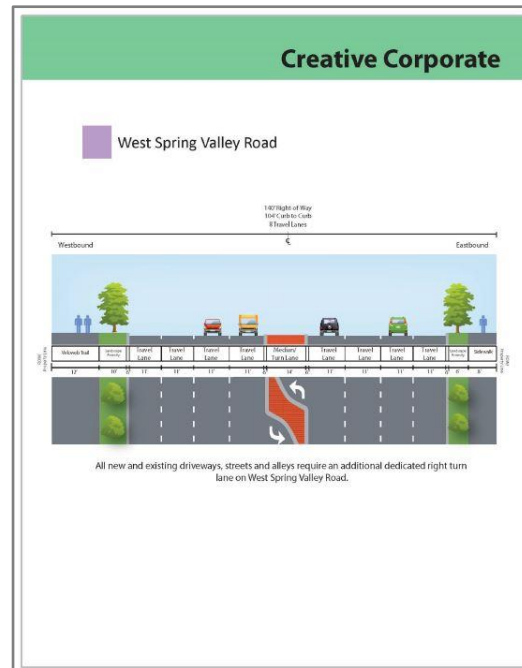 Creative Corporate
West Spring Valley Road
140' Right of Way
104' Curb to Curb
8 Travel Lanes
Westbound
Eastbound
Travel Lane
Travel Lane
Travel Lane
Travel Lane
Median/ Turn Lane
Travel Lane
Travel Lane
Travel Lane
Travel Lane
Sidewalk
12' 10' 11' 11' 11' 11' 14' 11' 11' 11' 11' 6' 8'
All new and existing driveways, streets and alleys require an additional dedicated right turn
lane on West Spring Valley Road.